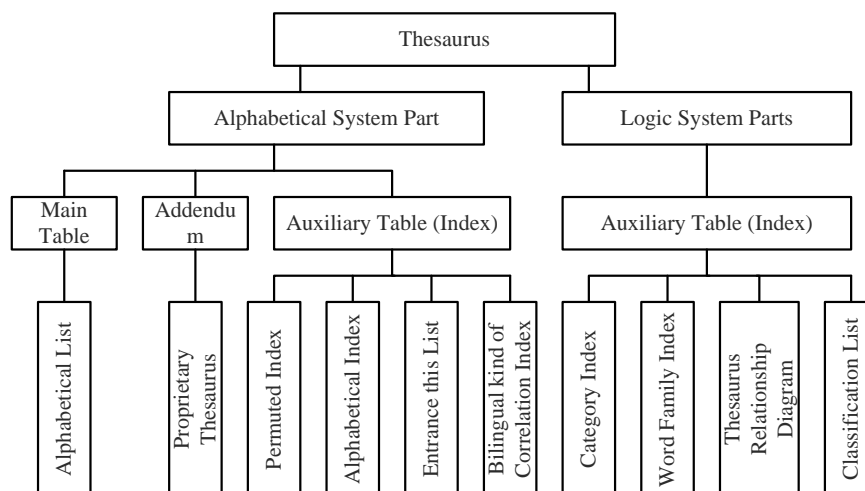 Thesaurus
Alphabetical System Part
Logic System Parts
Main
Table
Addendu
m
Auxiliary Table (Index)
Auxiliary Table (Index)
Alphabetical List
Proprietary
Thesaurus
Permuted Index
Alphabetical Index
Entrance this List
Bilingual kind of
Correlation Index
Category Index
Word Family Index
Thesaurus
Relationship
Diagram
Classification List